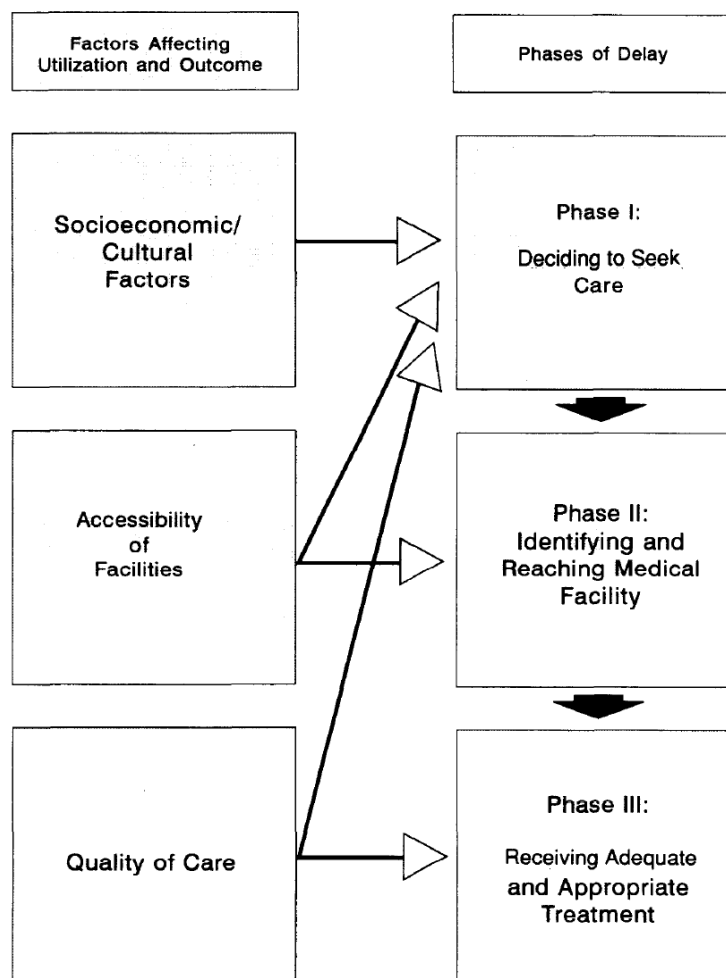 Factors Affecting
Utilization and Outcome
Phases of Delay
Socioeconomic/
Cultural
Factors
Phase I:
Deciding to Seek
Care
Accessibility
of
Facilities
Phase II:
Identifying and
Reaching Medical
Facility
Quality of Care
Phase III:
Receiving Adequate
and Appropriate
Treatment